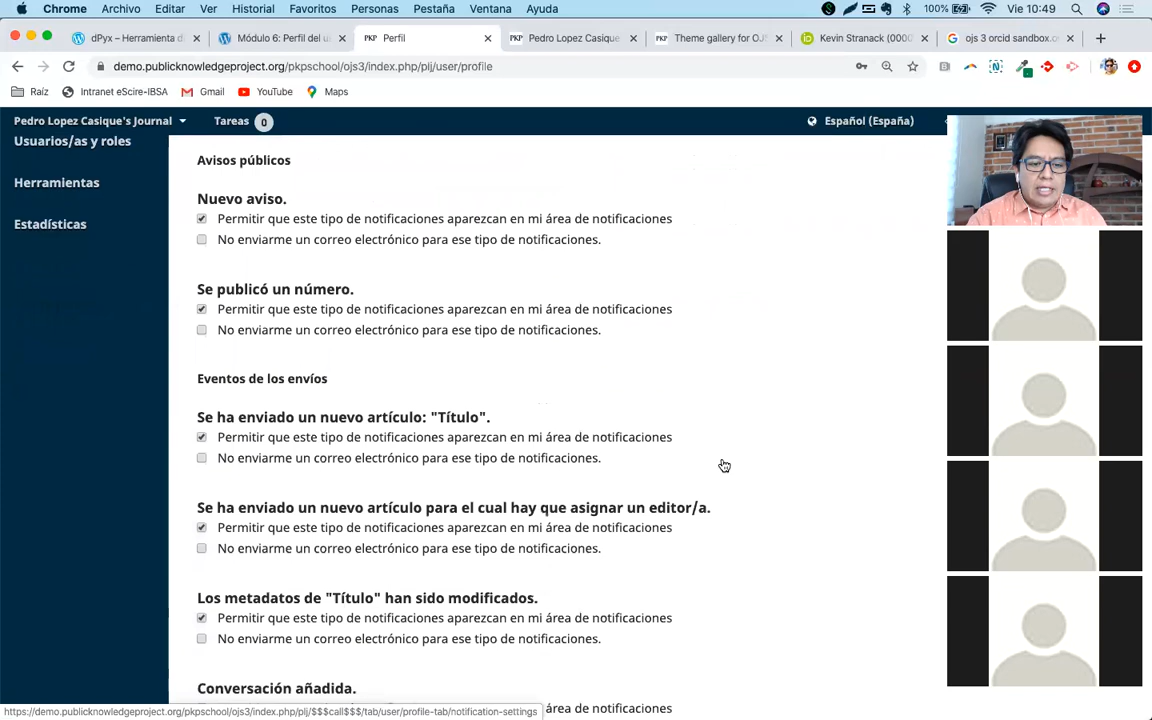 Chrome Archivo Editar Ver Historial Favoritos Personas Pestaña Ventana Ayuda 100% Vie 10:49
dPyx – Herramienta d Módulo 6: Perfil del u Perfil Pedro Lopez Casique Theme gallery for OJS Kevin Stranack (000 ojs 3 orcid sandbox.o
demo.publicknowledgeproject.org/pkpschool/ojs3/index.php/plj/user/profile
Raíz Intranet eScire-IBSA Gmail YouTube Maps
Pedro Lopez Casique's Journal Tareas 0 Español (España)
Usuarios/as y roles
Herramientas
Estadísticas
Avisos públicos
Nuevo aviso.
Permitir que este tipo de notificaciones aparezcan en mi área de notificaciones
No enviarme un correo electrónico para ese tipo de notificaciones.
Se publicó un número.
Permitir que este tipo de notificaciones aparezcan en mi área de notificaciones
No enviarme un correo electrónico para ese tipo de notificaciones.
Eventos de los envíos
Se ha enviado un nuevo artículo: "Título".
Permitir que este tipo de notificaciones aparezcan en mi área de notificaciones
No enviarme un correo electrónico para ese tipo de notificaciones.
Se ha enviado un nuevo artículo para el cual hay que asignar un editor/a.
Permitir que este tipo de notificaciones aparezcan en mi área de notificaciones
No enviarme un correo electrónico para ese tipo de notificaciones.
Los metadatos de "Título" han sido modificados.
Permitir que este tipo de notificaciones aparezcan en mi área de notificaciones
No enviarme un correo electrónico para ese tipo de notificaciones.
Conversación añadida.
área de notificaciones
https://demo.publicknowledgeproject.org/pkpschool/ojs3/index.php/plj/$$$call$$$/tab/user/profile-tab/notification-settings